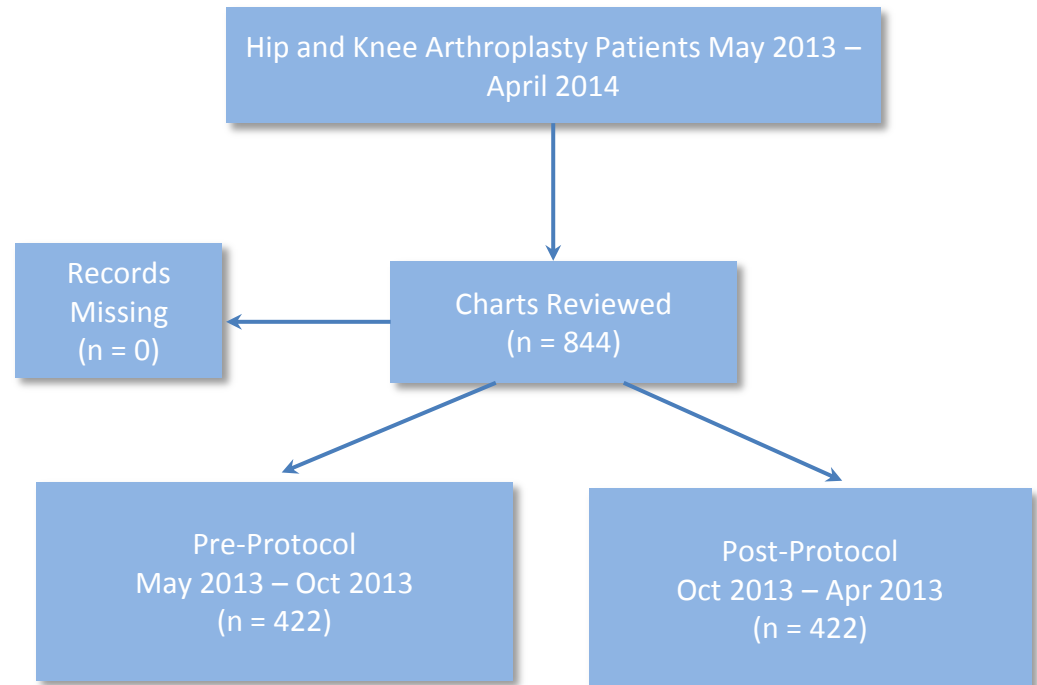 Hip and Knee Arthroplasty Patients May 2013 –
April 2014
Records
Missing
(n = 0)
Charts Reviewed
(n = 844)
Pre-Protocol
May 2013 – Oct 2013
(n = 422)
Post-Protocol
Oct 2013 – Apr 2013
(n = 422)